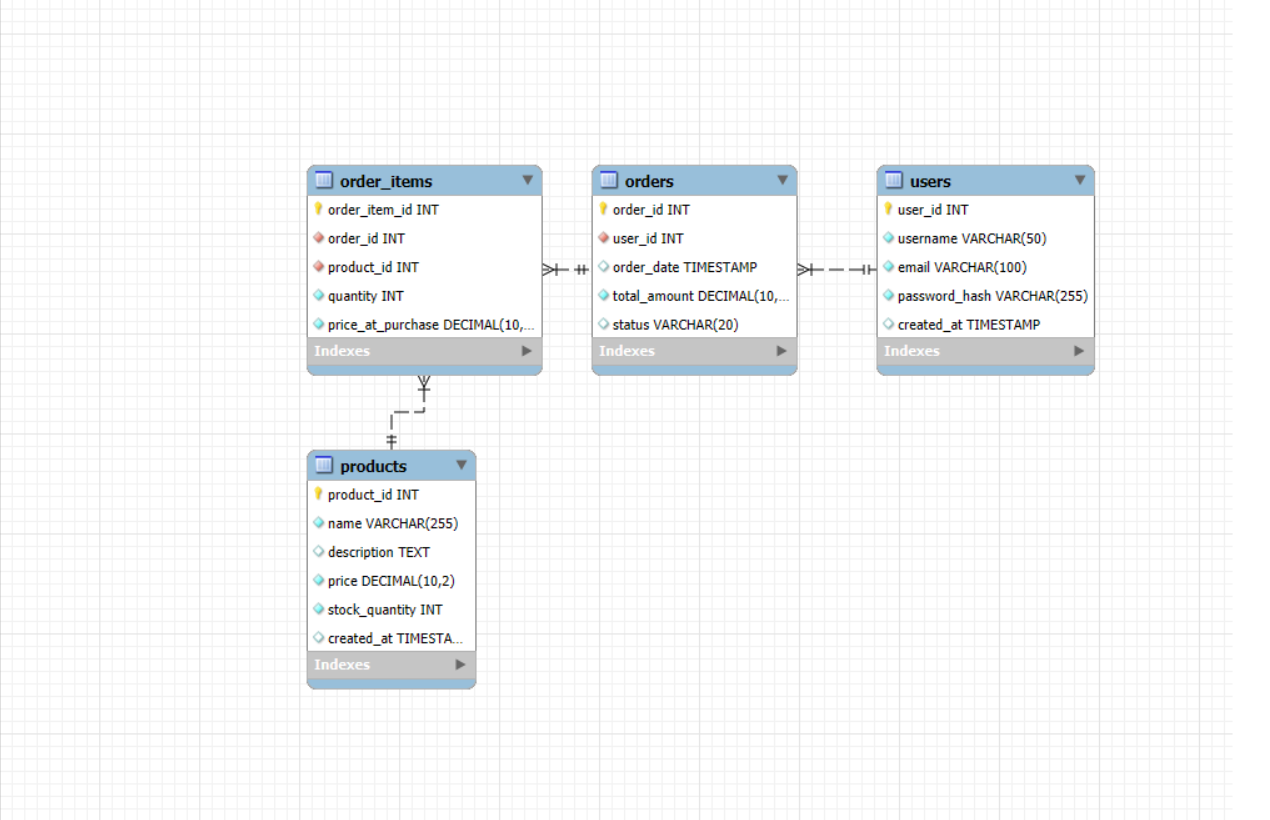 order_items
order_item_id INT
order_id INT
product_id INT
quantity INT
price_at_purchase DECIMAL(10,...
Indexes
orders
order_id INT
user_id INT
order_date TIMESTAMP
total_amount DECIMAL(10,...
status VARCHAR(20)
Indexes
users
user_id INT
username VARCHAR(50)
email VARCHAR(100)
password_hash VARCHAR(255)
created_at TIMESTAMP
Indexes
products
product_id INT
name VARCHAR(255)
description TEXT
price DECIMAL(10,2)
stock_quantity INT
created_at TIMESTA...
Indexes